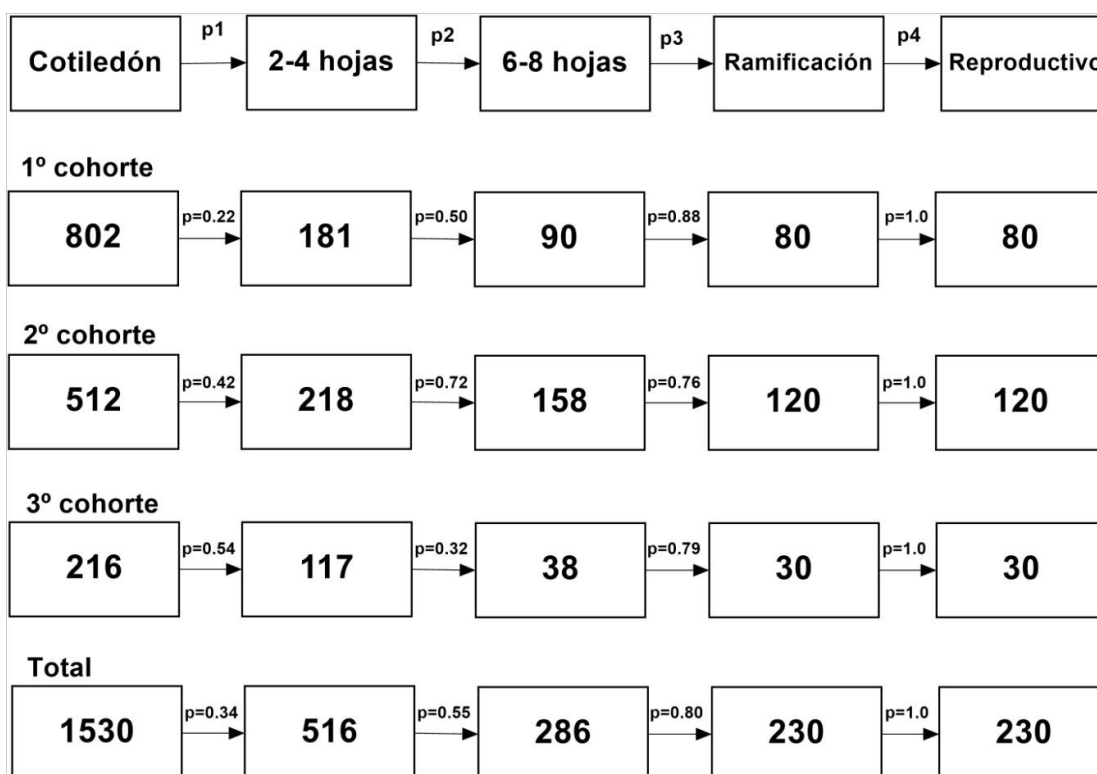 p1 p2 p3 p4
Cotiledón 2-4 hojas 6-8 hojas Ramificación Reproductivo
1º cohorte
802 p=0.22 181 p=0.50 90 p=0.88 80 p=1.0 80
2º cohorte
512 p=0.42 218 p=0.72 158 p=0.76 120 p=1.0 120
3º cohorte
216 p=0.54 117 p=0.32 38 p=0.79 30 p=1.0 30
Total
1530 p=0.34 516 p=0.55 286 p=0.80 230 p=1.0 230